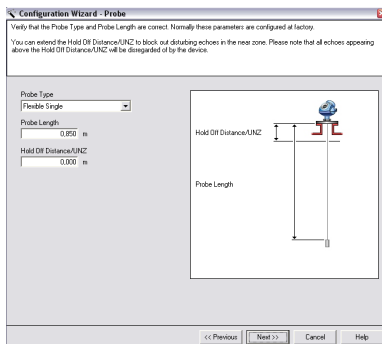 Configuration Wizard - Probe
Verify that the Probe Type and Probe Length are correct. Normally these parameters are configured at factory.
You can extend the Hold Off Distance/UNZ to block out disturbing echoes in the near zone. Please note that all echoes appearing
above the Hold Off Distance/UNZ will be disregarded of by the
device.
Probe Type
Flexible Single
Probe Length
0,850 m
Hold Off Distance/UNZ
0,000 m
Hold Off Distance/UNZ
Probe Length
<< Previous
Next >>
Cancel
Help